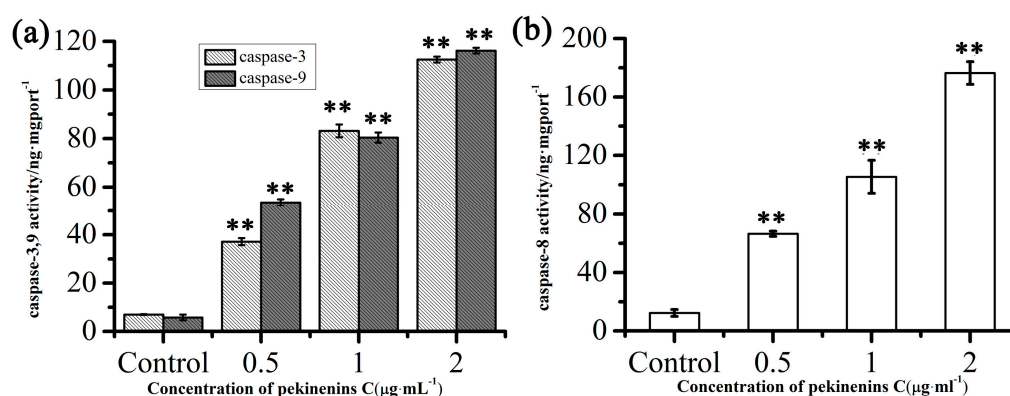 (a)
120
100
80
60
40
20
0
caspase-3,9 activity/ng·mgport⁻¹
caspase-3
caspase-9
**
**
**
**
**
**
Control 0.5 1 2
Concentration of pekinenins C(μg·mL⁻¹)
(b)
200
160
120
80
40
0
caspase-8 activity/ng·mgport⁻¹
**
**
**
Control 0.5 1 2
Concentration of pekinenins C(μg·ml⁻¹)